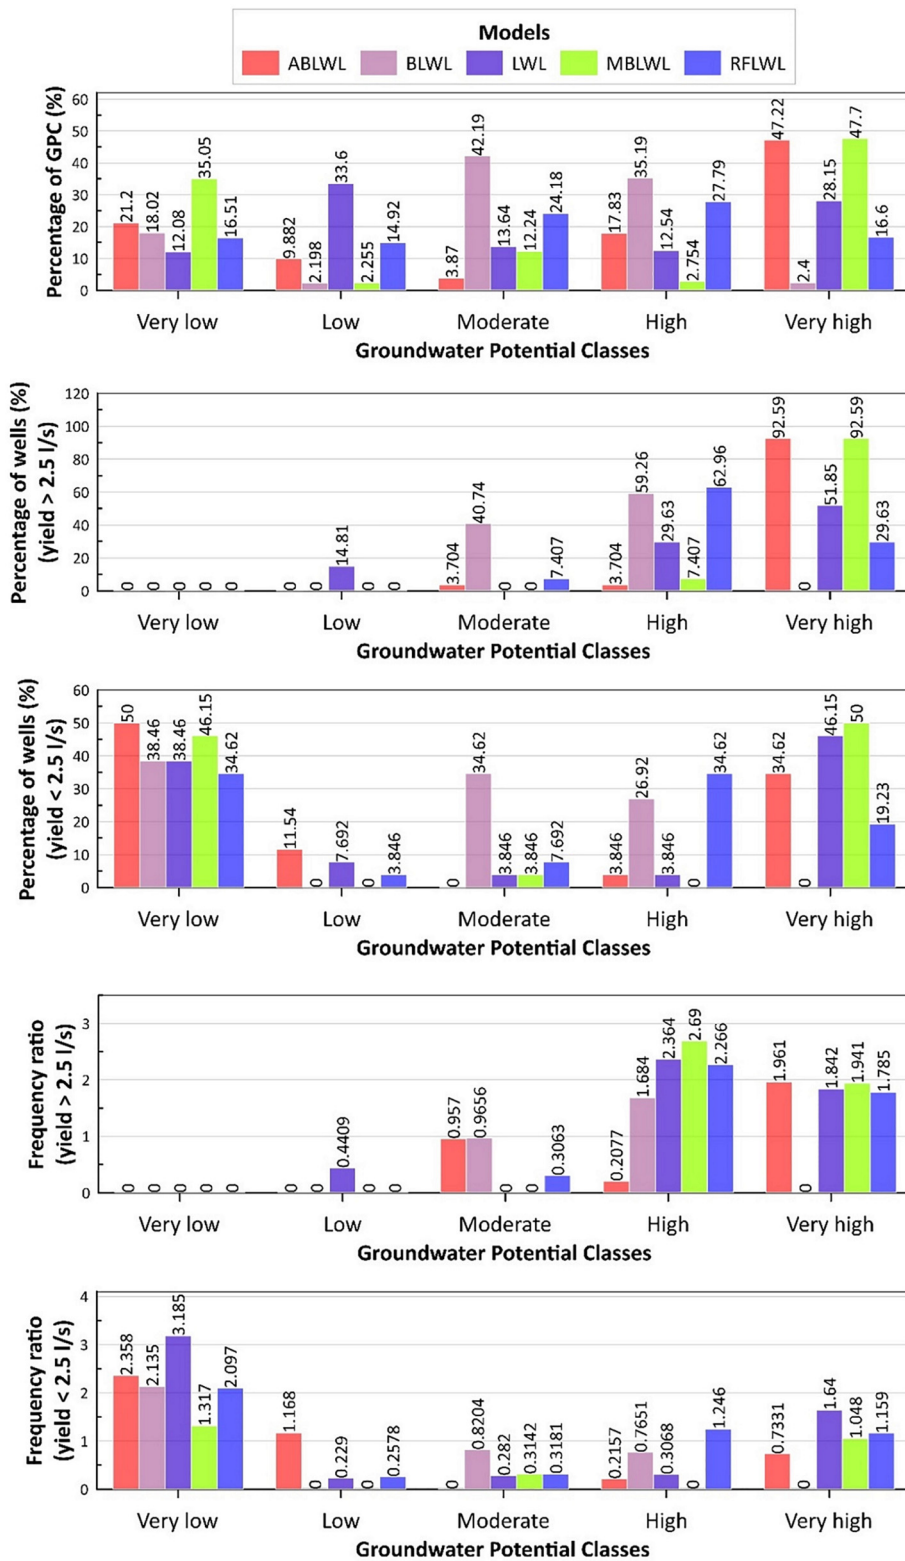 Models
ABLWL BLWL LWL MBLWL RFLWL
Percentage of GPC (%)
60
50
40
30
20
10
0
21.2 18.02 12.08 35.05 16.51
9.882 2.198 33.6 2.255 14.92
3.87 42.19 13.64 12.24 24.18
17.83 35.19 12.54 2.754 27.79
47.22 2.4 28.15 47.7 16.6
Very low Low Moderate High Very high
Groundwater Potential Classes
Percentage of wells (%)
(yield > 2.5 l/s)
120
100
80
60
40
20
0
0 0 0 0 0
0 0 14.81 0 0
3.704 40.74 0 0 7.407
3.704 59.26 29.63 7.407 62.96
92.59 0 51.85 92.59 29.63
Very low Low Moderate High Very high
Groundwater Potential Classes
Percentage of wells (%)
(yield < 2.5 l/s)
60
50
40
30
20
10
0
50 38.46 38.46 46.15 34.62
11.54 0 7.692 0 3.846
0 34.62 3.846 3.846 7.692
3.846 26.92 3.846 0 34.62
34.62 0 46.15 50 19.23
Very low Low Moderate High Very high
Groundwater Potential Classes
Frequency ratio
(yield > 2.5 l/s)
3
2
1
0
0 0 0 0 0
0 0 0.4409 0 0
0.957 0.9656 0 0 0.3063
0.2077 1.684 2.364 2.69 2.266
1.961 0 1.842 1.941 1.785
Very low Low Moderate High Very high
Groundwater Potential Classes
Frequency ratio
(yield < 2.5 l/s)
4
3
2
1
0
2.358 2.135 3.185 1.317 2.097
1.168 0 0.229 0 0.2578
0 0.8204 0.282 0.3142 0.3181
0.2157 0.7651 0.3068 0 1.246
0.7331 0 1.64 1.048 1.159
Very low Low Moderate High Very high
Groundwater Potential Classes